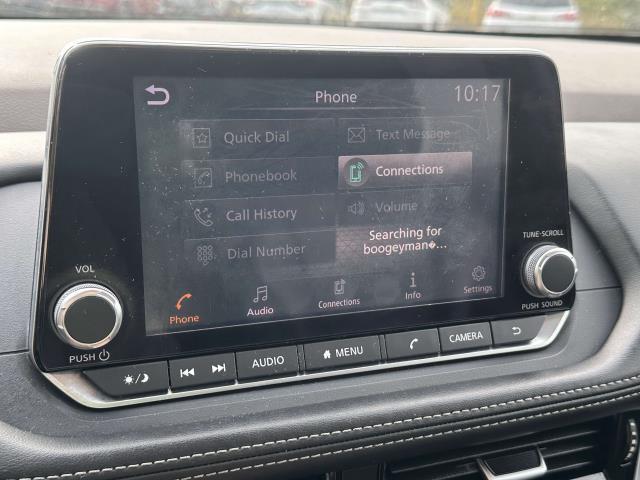 Phone
10:17
Quick Dial
Text Message
Phonebook
Connections
Call History
Volume
Dial Number
Searching for
boogeyman�...
Phone
Audio
Connections
Info
Settings
VOL
PUSH
TUNE·SCROLL
PUSH SOUND
AUDIO
MENU
CAMERA